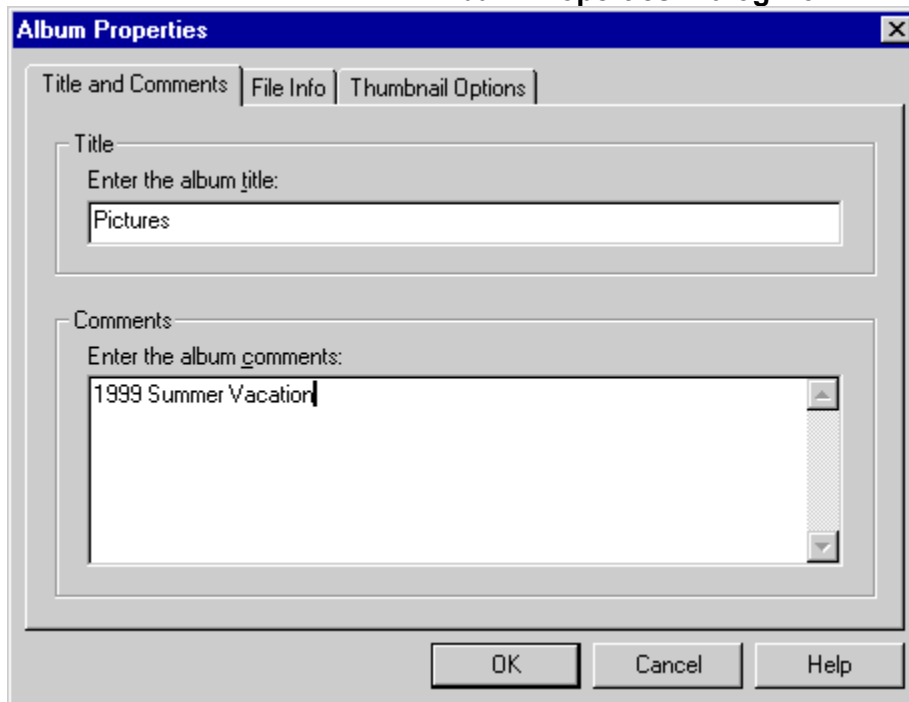 Album Properties
Title and Comments File Info Thumbnail Options
Title
Enter the album title:
Pictures
Comments
Enter the album comments:
1999 Summer Vacation
OK Cancel Help